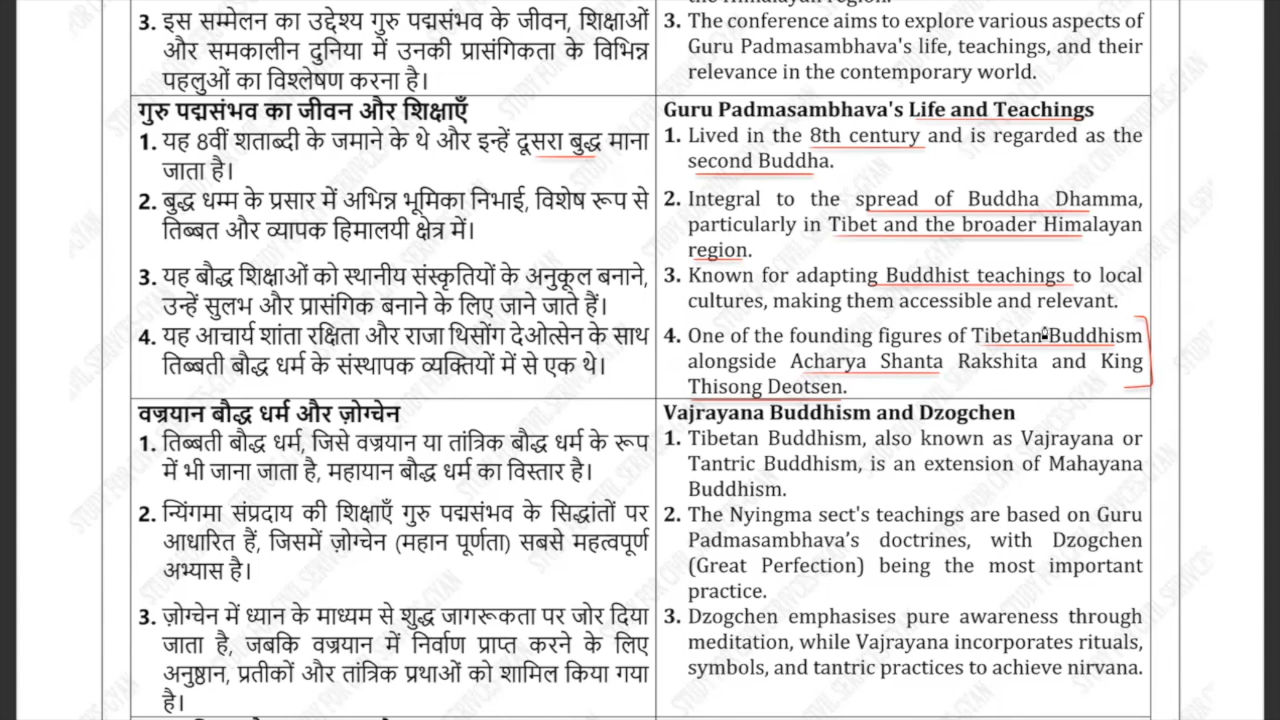 3. इस सम्मेलन का उद्देश्य गुरु पद्मसंभव के जीवन, शिक्षाओं
और समकालीन दुनिया में उनकी प्रासंगिकता के विभिन्न
पहलुओं का विश्लेषण करना है।
गुरु पद्मसंभव का जीवन और शिक्षाएँ
1. यह 8वीं शताब्दी के जमाने के थे और इन्हें दूसरा बुद्ध माना
जाता है।
2. बुद्ध धम्म के प्रसार में अभिन्न भूमिका निभाई, विशेष रूप से
तिब्बत और व्यापक हिमालयी क्षेत्र में।
3. यह बौद्ध शिक्षाओं को स्थानीय संस्कृतियों के अनुकूल बनाने,
उन्हें सुलभ और प्रासंगिक बनाने के लिए जाने जाते हैं।
4. यह आचार्य शांता रक्षिता और राजा थिसोंग देओत्सेन के साथ
तिब्बती बौद्ध धर्म के संस्थापक व्यक्तियों में से एक थे।
वज्रयान बौद्ध धर्म और ज़ोग्चेन
1. तिब्बती बौद्ध धर्म, जिसे वज्रयान या तांत्रिक बौद्ध धर्म के रूप
में भी जाना जाता है, महायान बौद्ध धर्म का विस्तार है।
2. न्यिंगमा संप्रदाय की शिक्षाएँ गुरु पद्मसंभव के सिद्धांतों पर
आधारित हैं, जिसमें ज़ोग्चेन (महान पूर्णता) सबसे महत्वपूर्ण
अभ्यास है।
3. ज़ोग्चेन में ध्यान के माध्यम से शुद्ध जागरूकता पर जोर दिया
जाता है, जबकि वज्रयान में निर्वाण प्राप्त करने के लिए
अनुष्ठान, प्रतीकों और तांत्रिक प्रथाओं को शामिल किया गया
है।
the Himalayan region.
3. The conference aims to explore various aspects of
Guru Padmasambhava's life, teachings, and their
relevance in the contemporary world.
Guru Padmasambhava's Life and Teachings
1. Lived in the 8th century and is regarded as the
second Buddha.
2. Integral to the spread of Buddha Dhamma,
particularly in Tibet and the broader Himalayan
region.
3. Known for adapting Buddhist teachings to local
cultures, making them accessible and relevant.
4. One of the founding figures of Tibetan Buddhism
alongside Acharya Shanta Rakshita and King
Thisong Deotsen.
Vajrayana Buddhism and Dzogchen
1. Tibetan Buddhism, also known as Vajrayana or
Tantric Buddhism, is an extension of Mahayana
Buddhism.
2. The Nyingma sect's teachings are based on Guru
Padmasambhava's doctrines, with Dzogchen
(Great Perfection) being the most important
practice.
3. Dzogchen emphasises pure awareness through
meditation, while Vajrayana incorporates rituals,
symbols, and tantric practices to achieve nirvana.